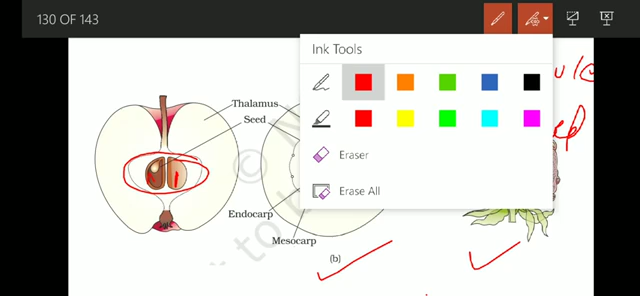 130 OF 143
Ink Tools
Thalamus
Seed
Eraser
Erase All
Endocarp
Mesocarp
(b)